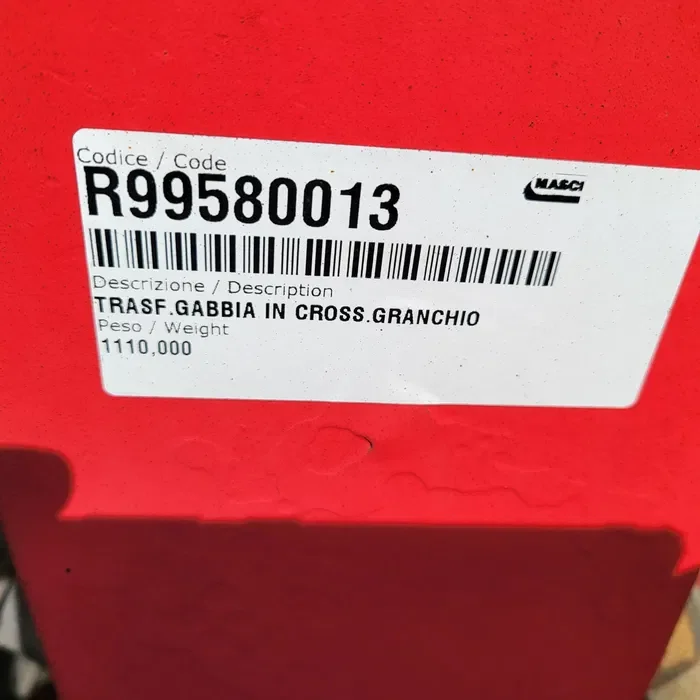 Codice / Code
R99580013
MASCI
Descrizione / Description
TRASF.GABBIA IN CROSS.GRANCHIO
Peso / Weight
1110,000